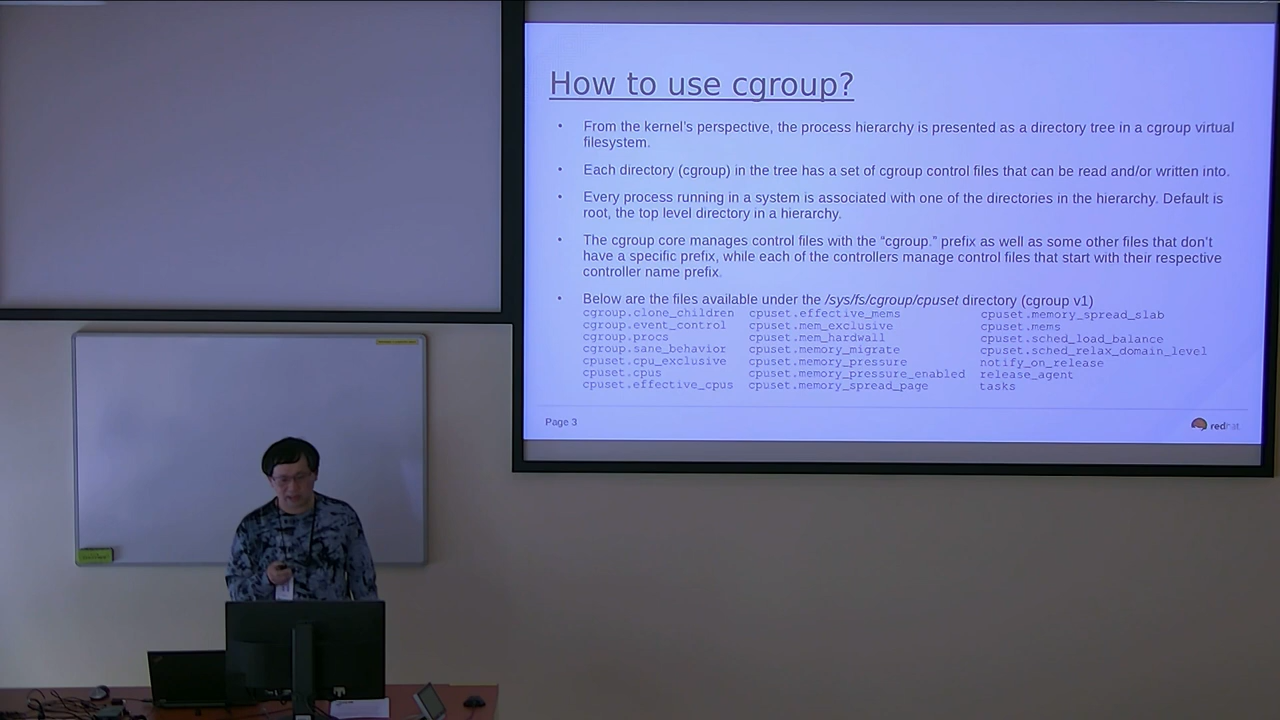 How to use cgroup?
• From the kernel's perspective, the process hierarchy is presented as a directory tree in a cgroup virtual
filesystem.
• Each directory (cgroup) in the tree has a set of cgroup control files that can be read and/or written into.
• Every process running in a system is associated with one of the directories in the hierarchy. Default is
root, the top level directory in a hierarchy.
• The cgroup core manages control files with the “cgroup.” prefix as well as some other files that don't
have a specific prefix, while each of the controllers manage control files that start with their respective
controller name prefix.
• Below are the files available under the /sys/fs/cgroup/cpuset directory (cgroup v1)
cgroup.clone_children cpuset.effective_mems cpuset.memory_spread_slab
cgroup.event_control cpuset.mem_exclusive cpuset.mems
cgroup.procs cpuset.mem_hardwall cpuset.sched_load_balance
cgroup.sane_behavior cpuset.memory_migrate cpuset.sched_relax_domain_level
cpuset.cpu_exclusive cpuset.memory_pressure notify_on_release
cpuset.cpus cpuset.memory_pressure_enabled release_agent
cpuset.effective_cpus cpuset.memory_spread_page tasks
Page 3
redhat